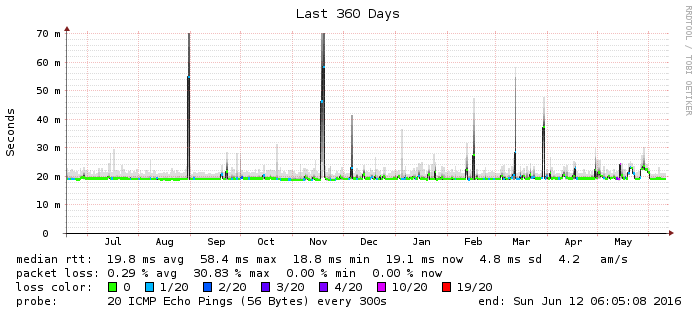 Last 360 Days
RRDTOOL / TOBI OETIKER
Seconds
70 m
60 m
50 m
40 m
30 m
20 m
10 m
0
Jul Aug Sep Oct Nov Dec Jan Feb Mar Apr May
median rtt: 19.8 ms avg 58.4 ms max 18.8 ms min 19.1 ms now 4.8 ms sd 4.2 am/s
packet loss: 0.29 % avg 30.83 % max 0.00 % min 0.00 % now
loss color: 0 1/20 2/20 3/20 4/20 10/20 19/20
probe: 20 ICMP Echo Pings (56 Bytes) every 300s end: Sun Jun 12 06:05:08 2016